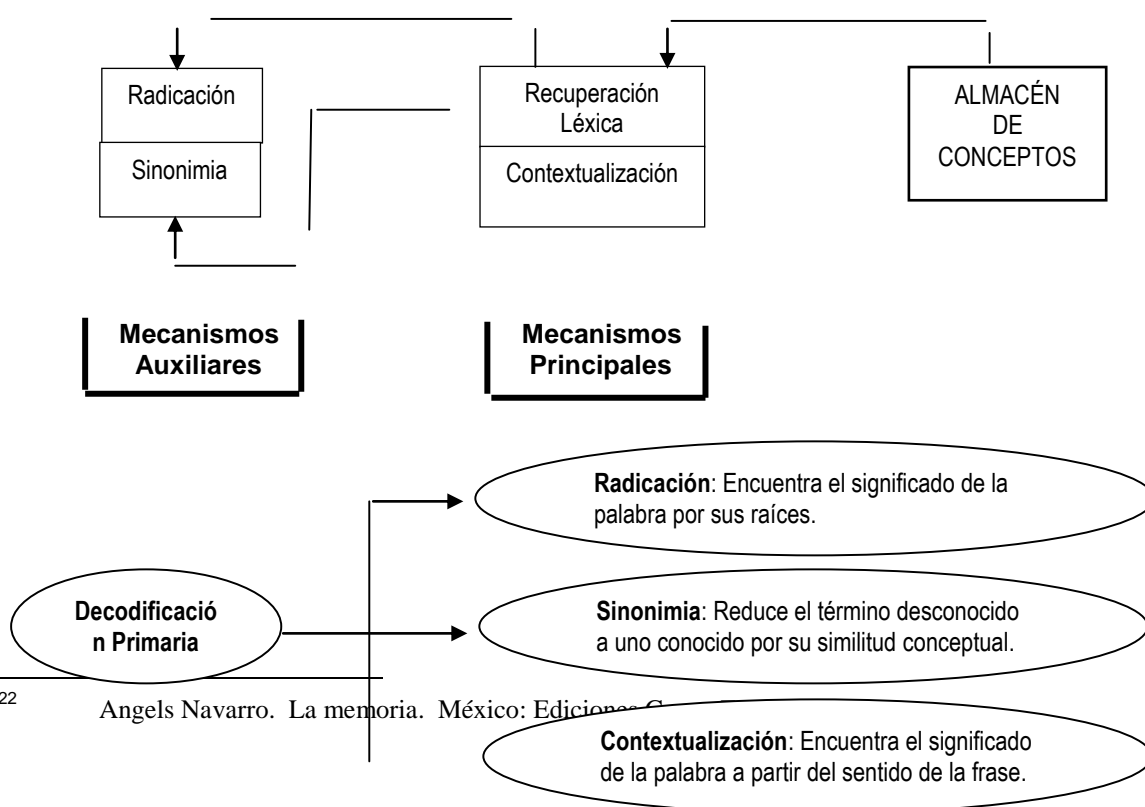 Radicación
Sinonimia
Recuperación
Léxica
Contextualización
ALMACÉN
DE
CONCEPTOS
Mecanismos
Auxiliares
Mecanismos
Principales
Radicación: Encuentra el significado de la
palabra por sus raíces.
Decodificació
n Primaria
Sinonimia: Reduce el término desconocido
a uno conocido por su similitud conceptual.
Contextualización: Encuentra el significado
de la palabra a partir del sentido de la frase.
22
Angels Navarro. La memoria. México: Ediciones